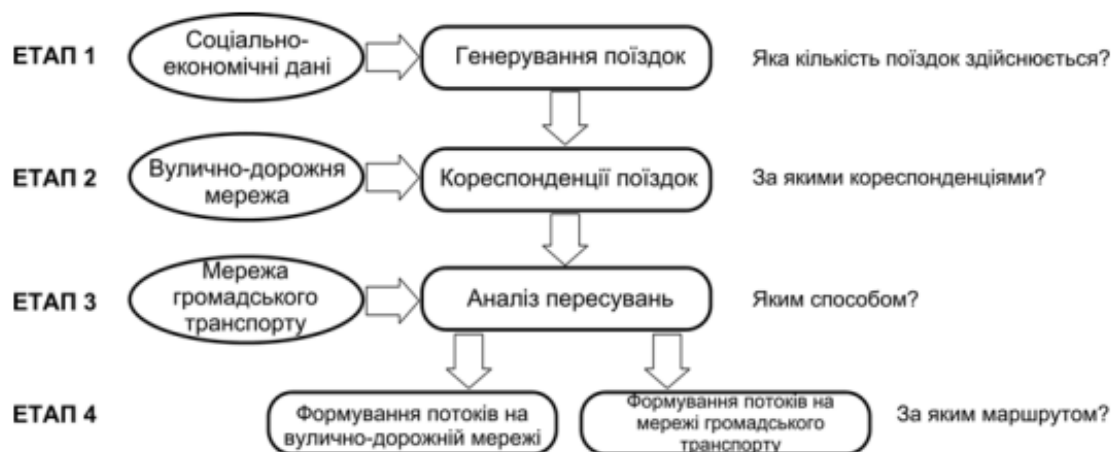 ЕТАП 1
Соціально-
економічні дані
Генерування поїздок
Яка кількість поїздок здійснюється?
ЕТАП 2
Вулично-дорожня
мережа
Кореспонденції поїздок
За якими кореспонденціями?
ЕТАП 3
Мережа
громадського
транспорту
Аналіз пересувань
Яким способом?
ЕТАП 4
Формування потоків на
вулично-дорожній мережі
Формування потоків на
мережі громадського
транспорту
За яким маршрутом?